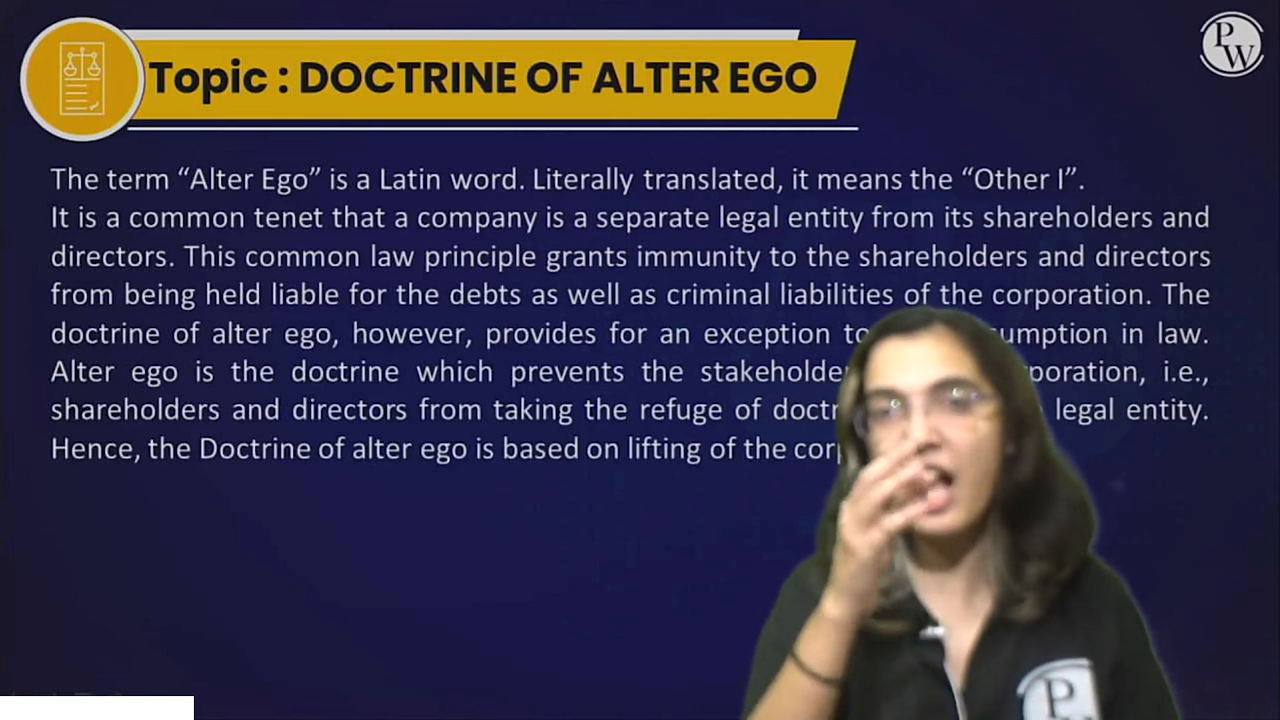 Topic : DOCTRINE OF ALTER EGO
PW
The term “Alter Ego” is a Latin word. Literally translated, it means the “Other I”.
It is a common tenet that a company is a separate legal entity from its shareholders and
directors. This common law principle grants immunity to the shareholders and directors
from being held liable for the debts as well as criminal liabilities of the corporation. The
doctrine of alter ego, however, provides for an exception to in law.
Alter ego is the doctrine which prevents the i.e.,
shareholders and directors from taking the refuge of legal entity.
Hence, the Doctrine of alter ego is based on lifting of the
P